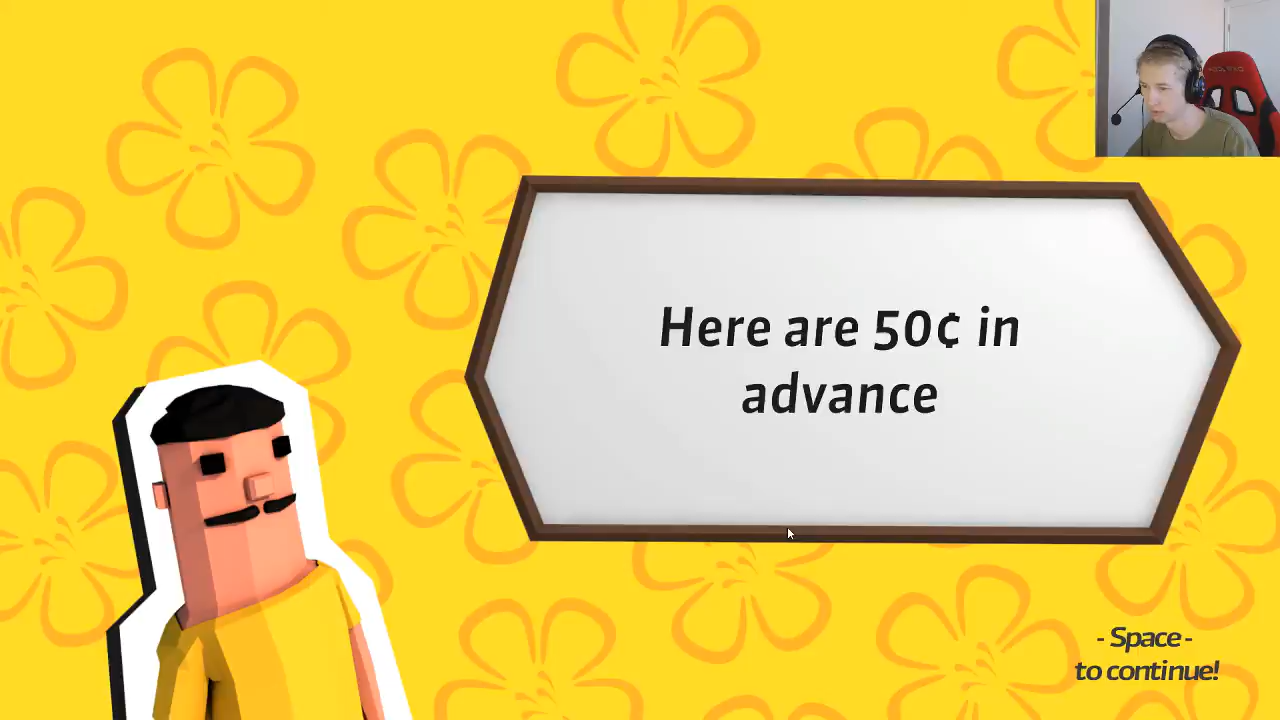 Here are 50¢ in
advance
- Space -
to continue!